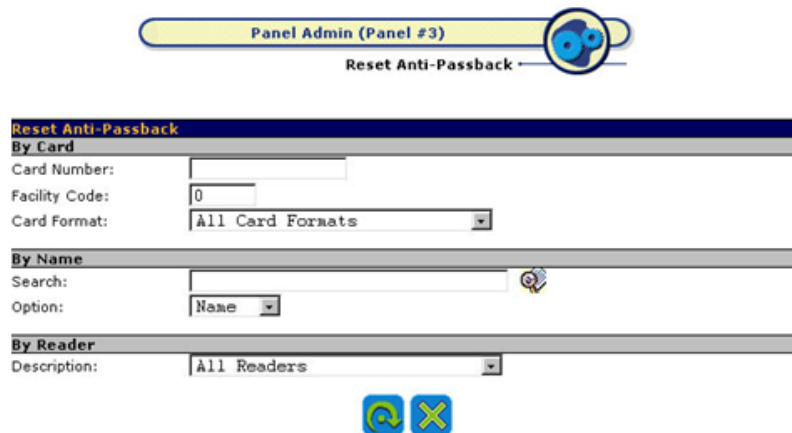 Panel Admin (Panel #3)
Reset Anti-Passback
Reset Anti-Passback
By Card
Card Number:
Facility Code: 0
Card Format: All Card Formats
By Name
Search:
Option: Name
By Reader
Description: All Readers